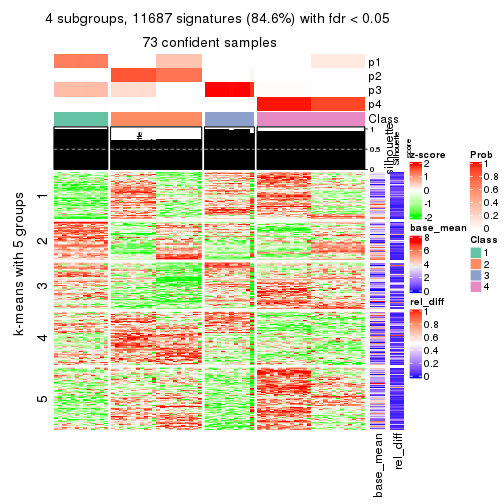 4 subgroups, 11687 signatures (84.6%) with fdr < 0.05
73 confident samples
p1
p2
p3
p4
Class
1
0.5
0
silhouette
Silhouette
score
k-means with 5 groups
1
2
3
4
5
base_mean
rel_diff
z-score
2
1
0
-1
-2
base_mean
8
6
4
2
0
rel_diff
1
0.8
0.6
0.4
0.2
0
Prob
1
0.8
0.6
0.4
0.2
0
Class
1
2
3
4